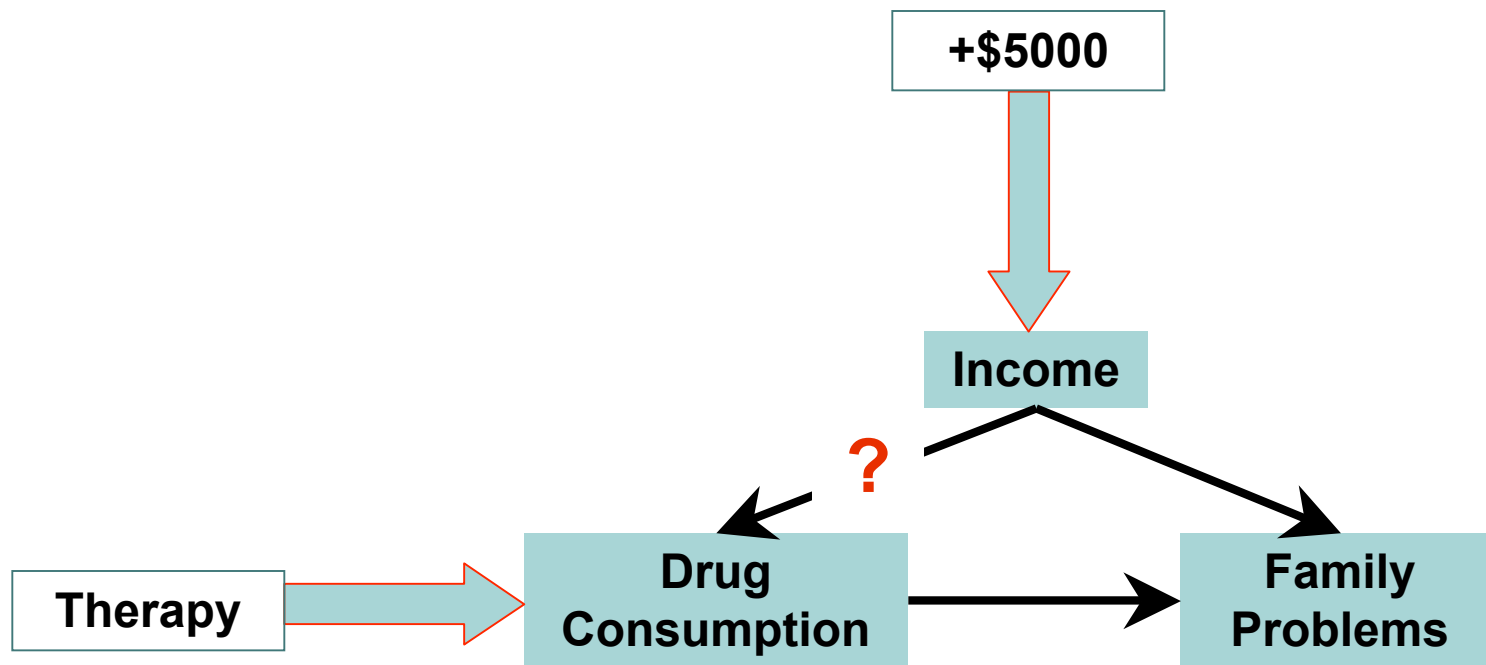 +$5000
Income
?
Drug
Consumption
Family
Problems
Therapy